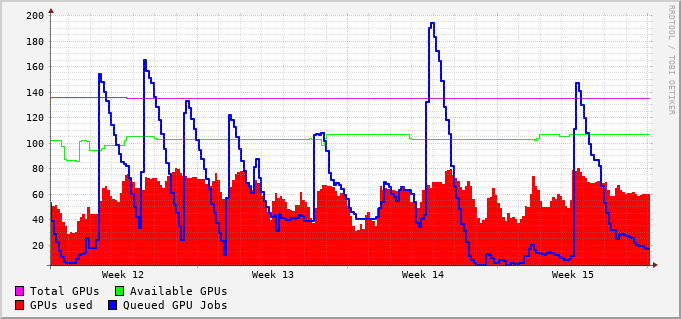 200
180
160
140
120
100
80
60
40
20
Week 12 Week 13 Week 14 Week 15
Total GPUs Available GPUs
GPUs used Queued GPU Jobs
RRDTOOL / TOBI OETIKER